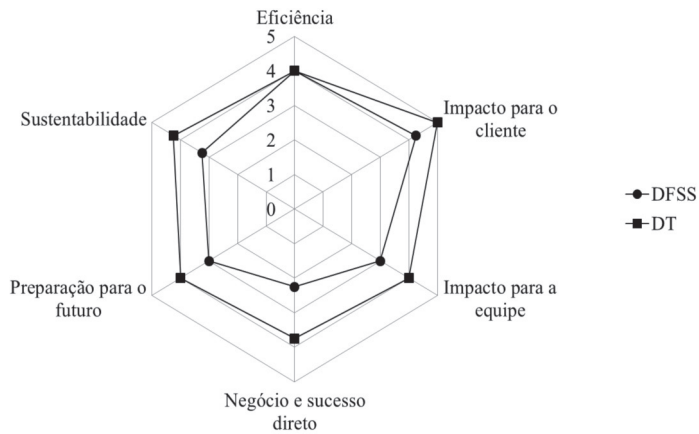 Eficiência
5
4
3
2
1
0
Sustentabilidade
Impacto para o
cliente
DFSS
DT
Preparação para o
futuro
Impacto para a
equipe
Negócio e sucesso
direto